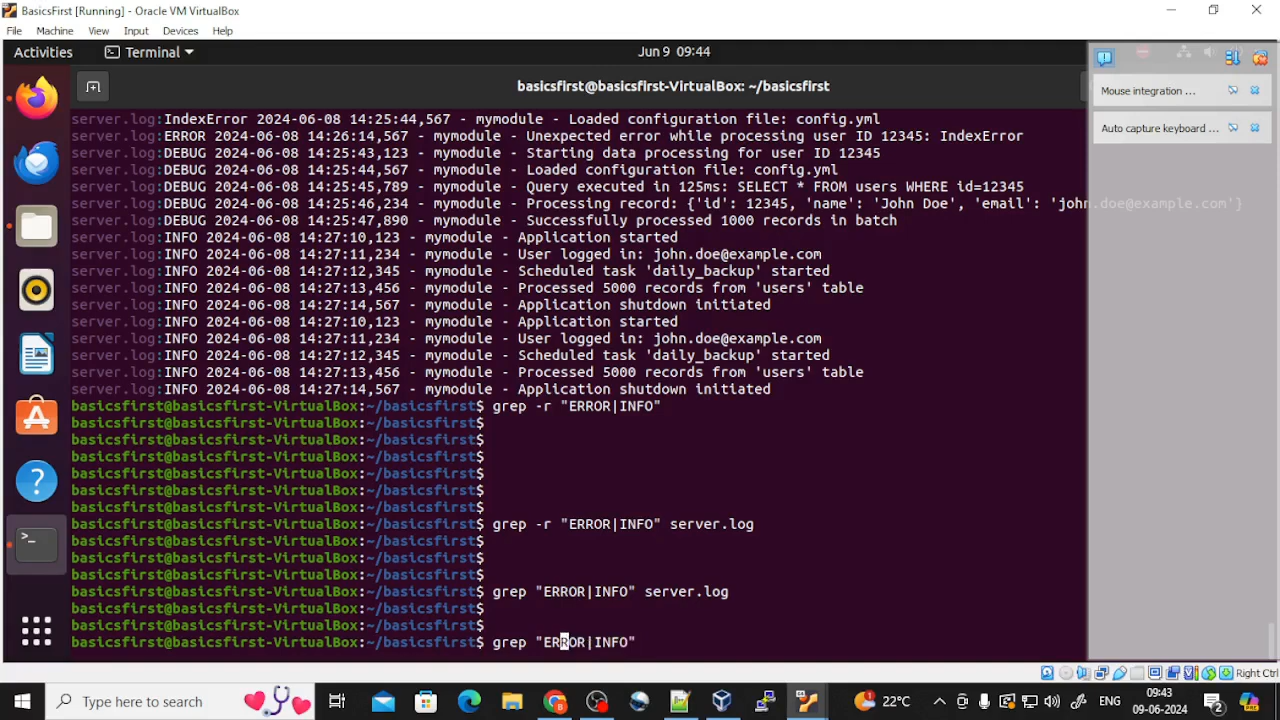 BasicsFirst [Running] - Oracle VM VirtualBox
File Machine View Input Devices Help
Activities Terminal Jun 9 09:44
basicsfirst@basicsfirst-VirtualBox: ~/basicsfirst
Mouse integration ...
Auto capture keyboard ...
server.log:IndexError 2024-06-08 14:25:44,567 - mymodule - Loaded configuration file: config.yml
server.log:ERROR 2024-06-08 14:26:14,567 - mymodule - Unexpected error while processing user ID 12345: IndexError
server.log:DEBUG 2024-06-08 14:25:43,123 - mymodule - Starting data processing for user ID 12345
server.log:DEBUG 2024-06-08 14:25:44,567 - mymodule - Loaded configuration file: config.yml
server.log:DEBUG 2024-06-08 14:25:45,789 - mymodule - Query executed in 125ms: SELECT * FROM users WHERE id=12345
server.log:DEBUG 2024-06-08 14:25:46,234 - mymodule - Processing record: {'id': 12345, 'name': 'John Doe', 'email': 'john.doe@example.com'}
server.log:DEBUG 2024-06-08 14:25:47,890 - mymodule - Successfully processed 1000 records in batch
server.log:INFO 2024-06-08 14:27:10,123 - mymodule - Application started
server.log:INFO 2024-06-08 14:27:11,234 - mymodule - User logged in: john.doe@example.com
server.log:INFO 2024-06-08 14:27:12,345 - mymodule - Scheduled task 'daily_backup' started
server.log:INFO 2024-06-08 14:27:13,456 - mymodule - Processed 5000 records from 'users' table
server.log:INFO 2024-06-08 14:27:14,567 - mymodule - Application shutdown initiated
server.log:INFO 2024-06-08 14:27:10,123 - mymodule - Application started
server.log:INFO 2024-06-08 14:27:11,234 - mymodule - User logged in: john.doe@example.com
server.log:INFO 2024-06-08 14:27:12,345 - mymodule - Scheduled task 'daily_backup' started
server.log:INFO 2024-06-08 14:27:13,456 - mymodule - Processed 5000 records from 'users' table
server.log:INFO 2024-06-08 14:27:14,567 - mymodule - Application shutdown initiated
basicsfirst@basicsfirst-VirtualBox:~/basicsfirst$ grep -r "ERROR|INFO"
basicsfirst@basicsfirst-VirtualBox:~/basicsfirst$
basicsfirst@basicsfirst-VirtualBox:~/basicsfirst$
basicsfirst@basicsfirst-VirtualBox:~/basicsfirst$
basicsfirst@basicsfirst-VirtualBox:~/basicsfirst$
basicsfirst@basicsfirst-VirtualBox:~/basicsfirst$
basicsfirst@basicsfirst-VirtualBox:~/basicsfirst$
basicsfirst@basicsfirst-VirtualBox:~/basicsfirst$ grep -r "ERROR|INFO" server.log
basicsfirst@basicsfirst-VirtualBox:~/basicsfirst$
basicsfirst@basicsfirst-VirtualBox:~/basicsfirst$
basicsfirst@basicsfirst-VirtualBox:~/basicsfirst$
basicsfirst@basicsfirst-VirtualBox:~/basicsfirst$ grep "ERROR|INFO" server.log
basicsfirst@basicsfirst-VirtualBox:~/basicsfirst$
basicsfirst@basicsfirst-VirtualBox:~/basicsfirst$
basicsfirst@basicsfirst-VirtualBox:~/basicsfirst$ grep "ERROR|INFO"
Right Ctrl
Type here to search
22°C
ENG
09:43
09-06-2024
2